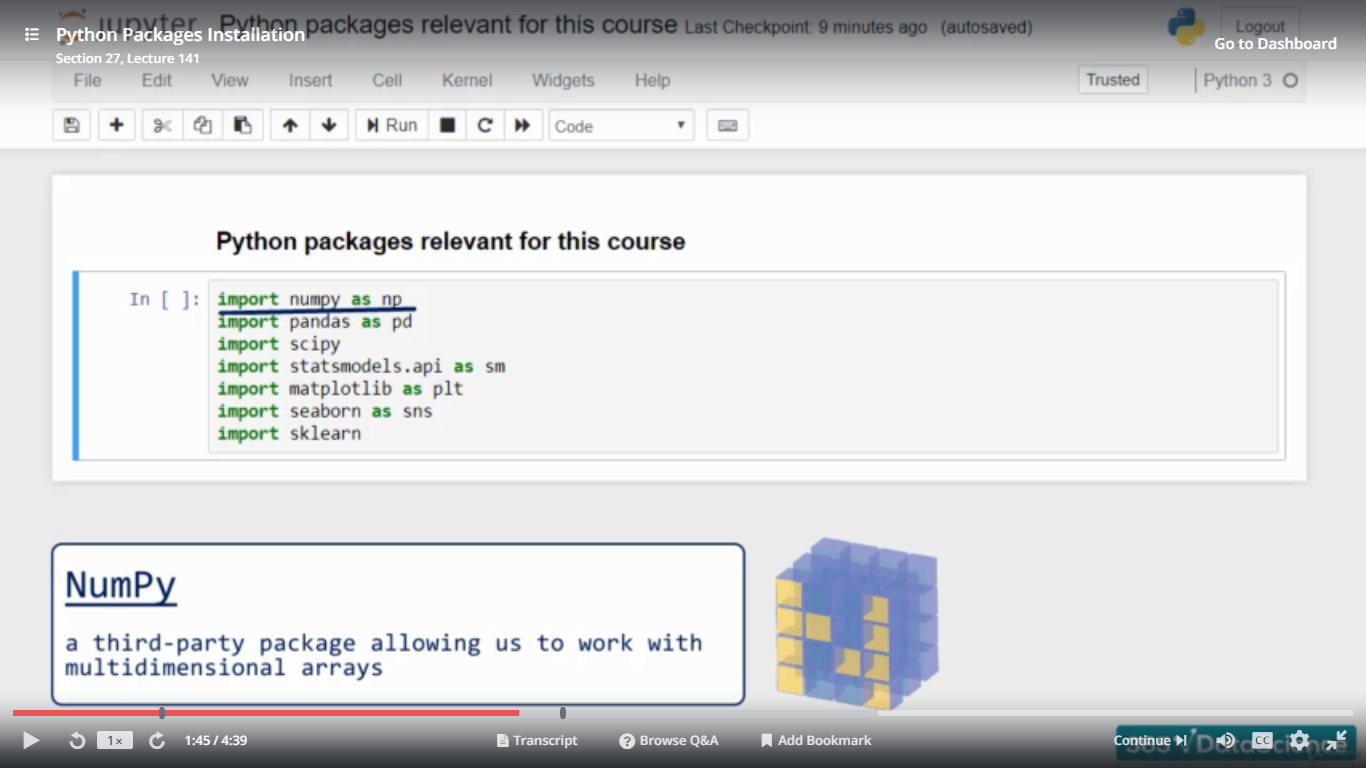 jupyter Python packages relevant for this course Last Checkpoint: 9 minutes ago (autosaved) Logout
Python Packages Installation
Go to Dashboard
Section 27, Lecture 141
File Edit View Insert Cell Kernel Widgets Help Trusted Python 3
Run Code
Python packages relevant for this course
In [ ]: import numpy as np
import pandas as pd
import scipy
import statsmodels.api as sm
import matplotlib as plt
import seaborn as sns
import sklearn
NumPy
a third-party package allowing us to work with
multidimensional arrays
1x 1:45 / 4:39 Transcript Browse Q&A Add Bookmark Continue CC
365 DataScience